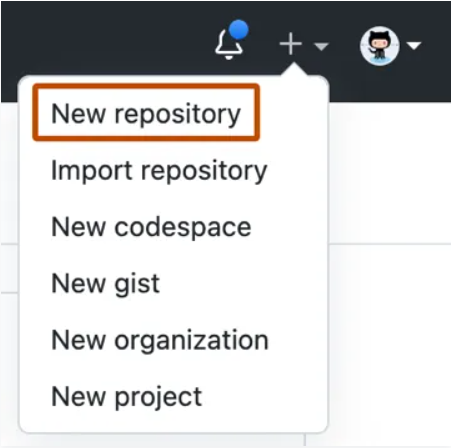 New repository
Import repository
New codespace
New gist
New organization
New project